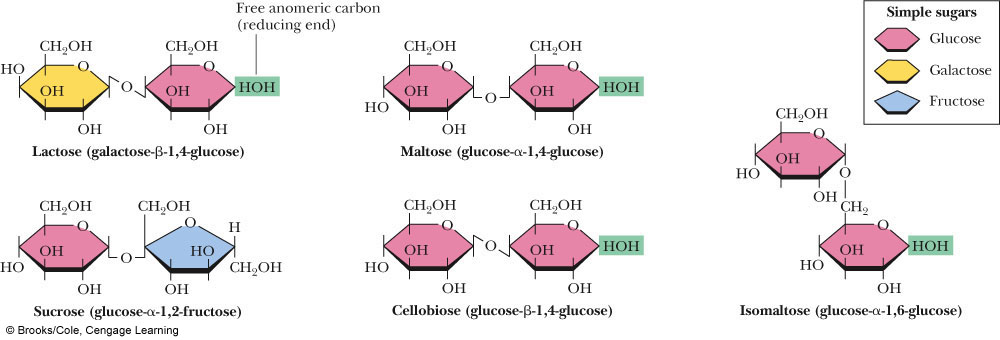 Free anomeric carbon
(reducing end)
CH2OH
O
HO
OH
OH
O
CH2OH
O
OH
OH
HOH
Lactose (galactose-β-1,4-glucose)
CH2OH
O
HO
OH
OH
O
CH2OH
O
OH
OH
HOH
Maltose (glucose-α-1,4-glucose)
Simple sugars
Glucose
Galactose
Fructose
CH2OH
O
HO
OH
OH
O
CH2OH
O
HO
H
CH2OH
OH
Sucrose (glucose-α-1,2-fructose)
CH2OH
O
HO
OH
OH
O
CH2OH
O
OH
OH
HOH
Cellobiose (glucose-β-1,4-glucose)
CH2OH
O
HO
OH
OH
O
CH2
O
HO
OH
OH
HOH
Isomaltose (glucose-α-1,6-glucose)
© Brooks/Cole, Cengage Learning